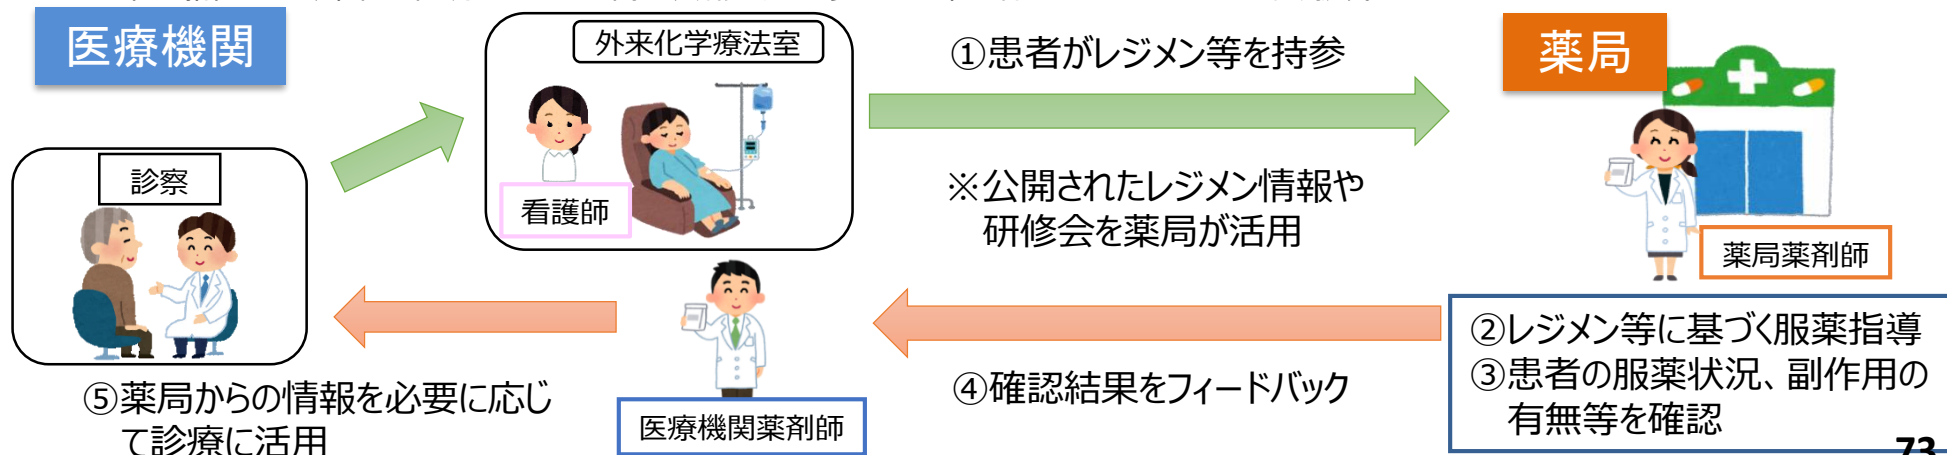 医療機関
外来化学療法室
①患者がレジメン等を持参
薬局
診察
看護師
※公開されたレジメン情報や
研修会を薬局が活用
薬局薬剤師
②レジメン等に基づく服薬指導
③患者の服薬状況、副作用の
有無等を確認
④確認結果をフィードバック
医療機関薬剤師
⑤薬局からの情報を必要に応じ
て診療に活用
73